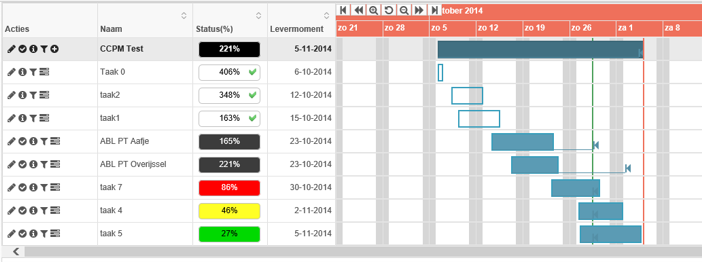 tober 2014
Acties Naam Status(%) Levermoment zo 21 zo 28 zo 5 zo 12 zo 19 zo 26 za 1 za 8
CCPM Test 221% 5-11-2014
Taak 0 406% 6-10-2014
taak2 348% 12-10-2014
taak1 163% 15-10-2014
ABL PT Aafje 165% 23-10-2014
ABL PT Overijssel 221% 23-10-2014
taak 7 86% 30-10-2014
taak 4 46% 2-11-2014
taak 5 27% 5-11-2014